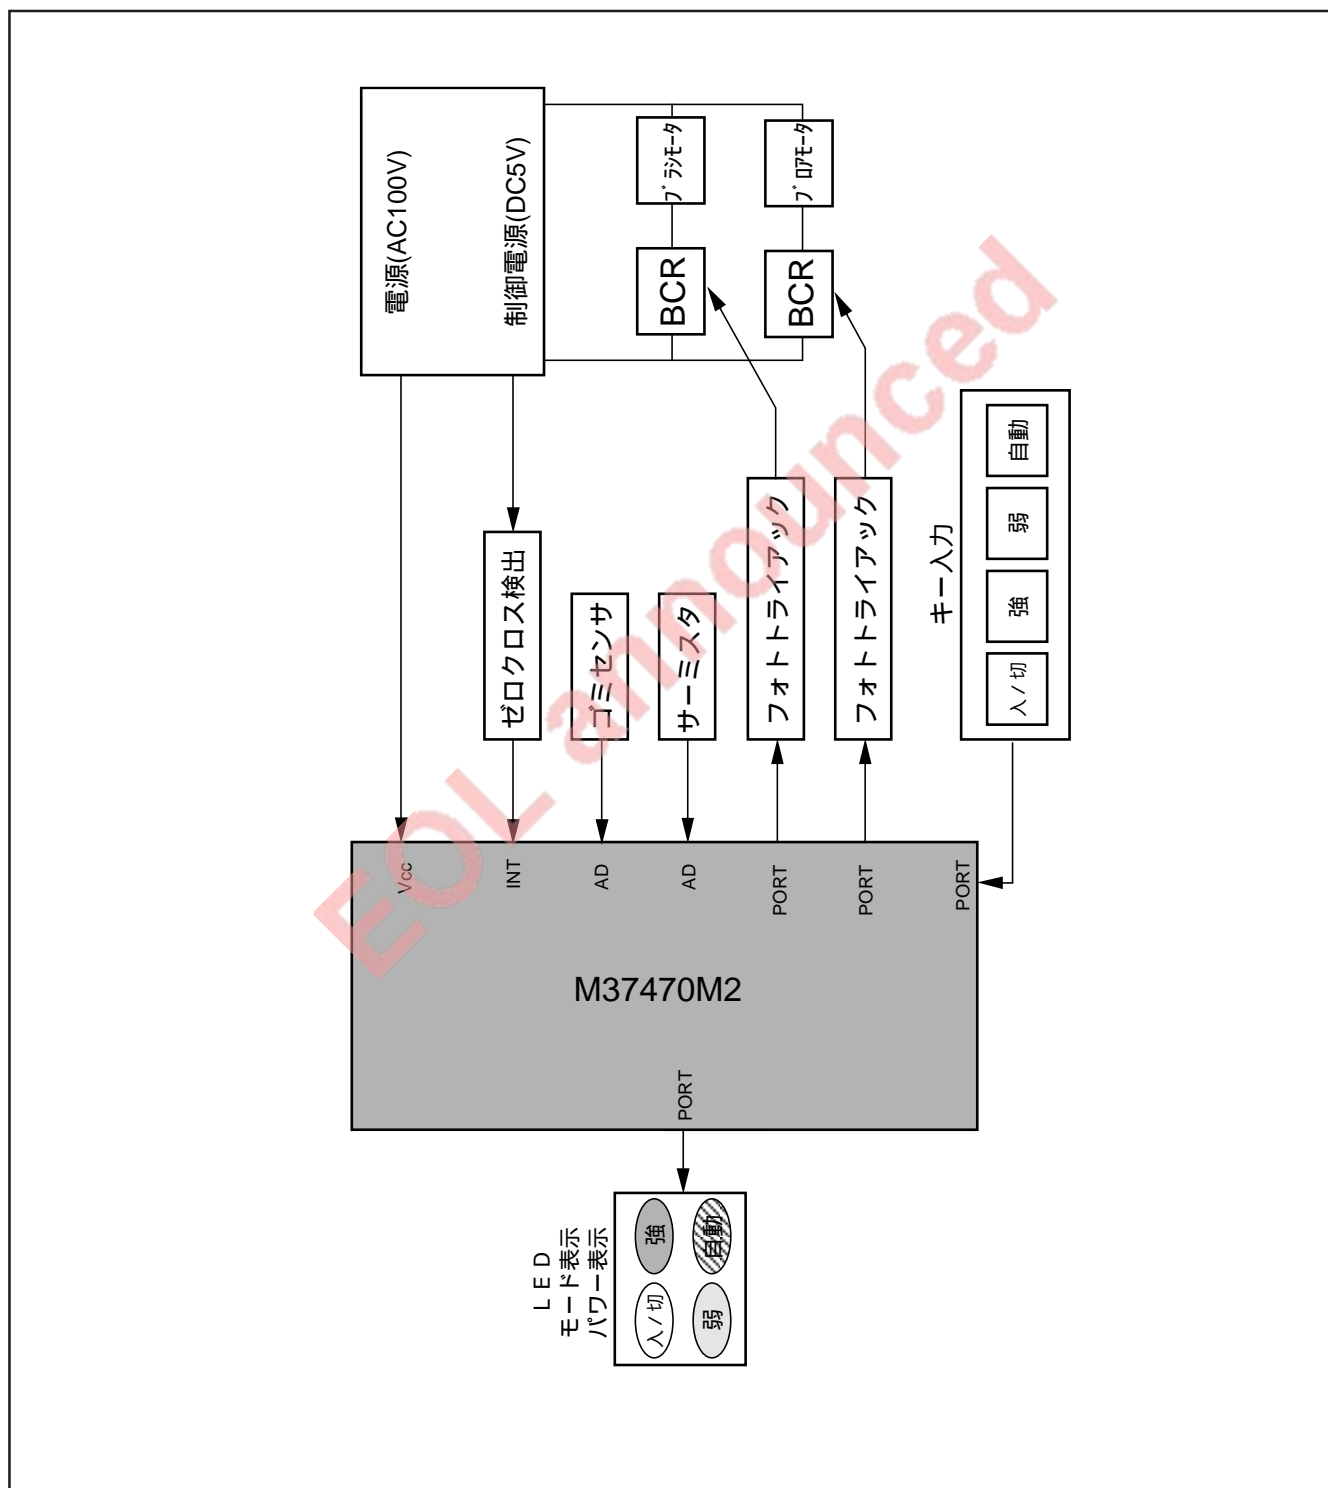 電源(AC100V)
制御電源(DC5V)
ﾌﾞﾗｼﾓｰﾀ
ﾌﾞﾛｱﾓｰﾀ
BCR
BCR
ゼロクロス検出
ゴミセンサ
サーミスタ
フォトトライアック
フォトトライアック
キー入力
入/切
強
弱
自動
Vcc
INT
AD
AD
PORT
PORT
PORT
M37470M2
PORT
LED
モード表示
パワー表示
入/切
強
弱
自動
EOL announced